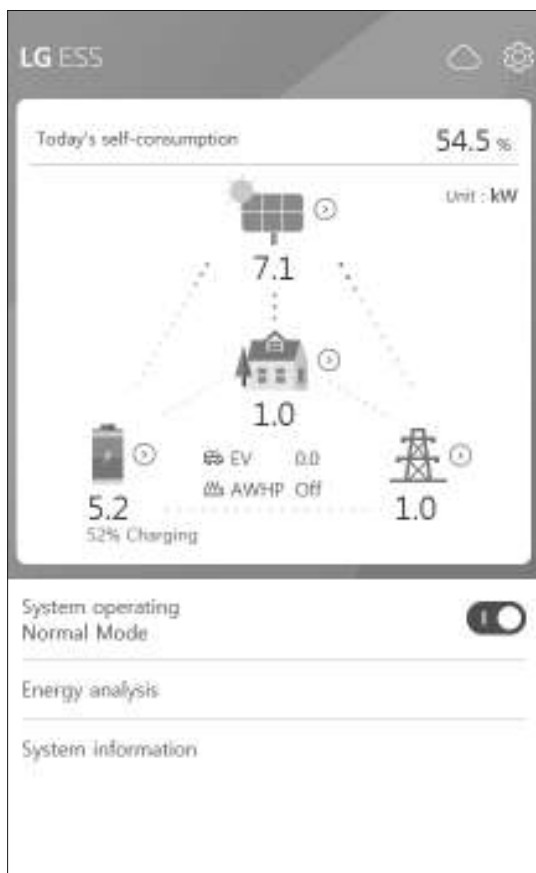 LG ESS
Today's self-consumption 54.5 %
Unit : kW
7.1
1.0
EV 0.0
AWHP Off
5.2
52% Charging
1.0
System operating
Normal Mode
Energy analysis
System information